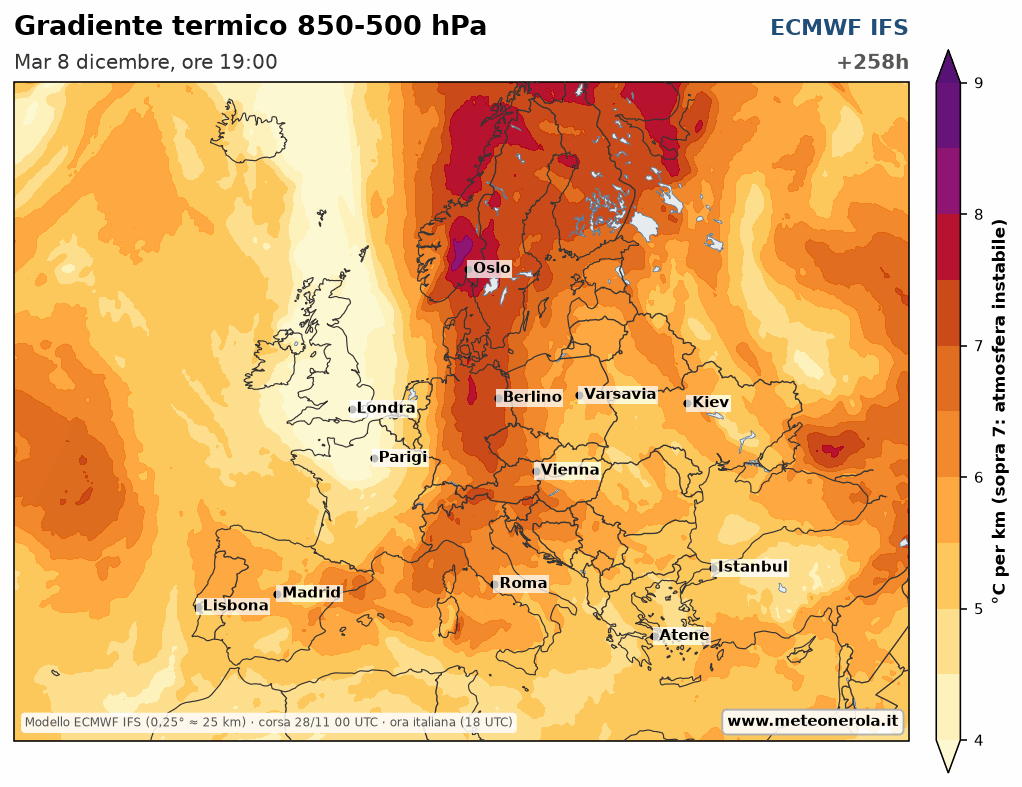 Gradiente termico 850-500 hPa
ECMWF IFS
Mar 8 dicembre, ore 19:00
+258h
Oslo
Londra
Berlino
Varsavia
Kiev
Parigi
Vienna
Istanbul
Madrid
Roma
Lisbona
Atene
Modello ECMWF IFS (0,25° ≈ 25 km) · corsa 28/11 00 UTC · ora italiana (18 UTC)
www.meteonerola.it
9
8
7
6
5
4
°C per km (sopra 7: atmosfera instabile)